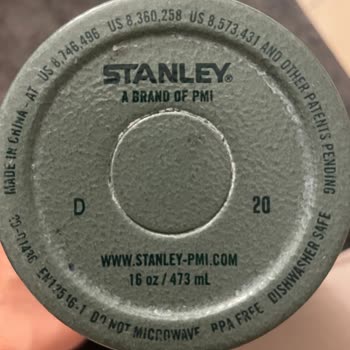 MADE IN CHINA - AT US 6,746,496 US 8,360,258 US 8,573,431 AND OTHER PATENTS PENDING
STANLEY®
A BRAND OF PMI
D 20
WWW.STANLEY-PMI.COM
16 oz / 473 mL
EN12516-1 DO NOT MICROWAVE BPA FREE DISHWASHER SAFE